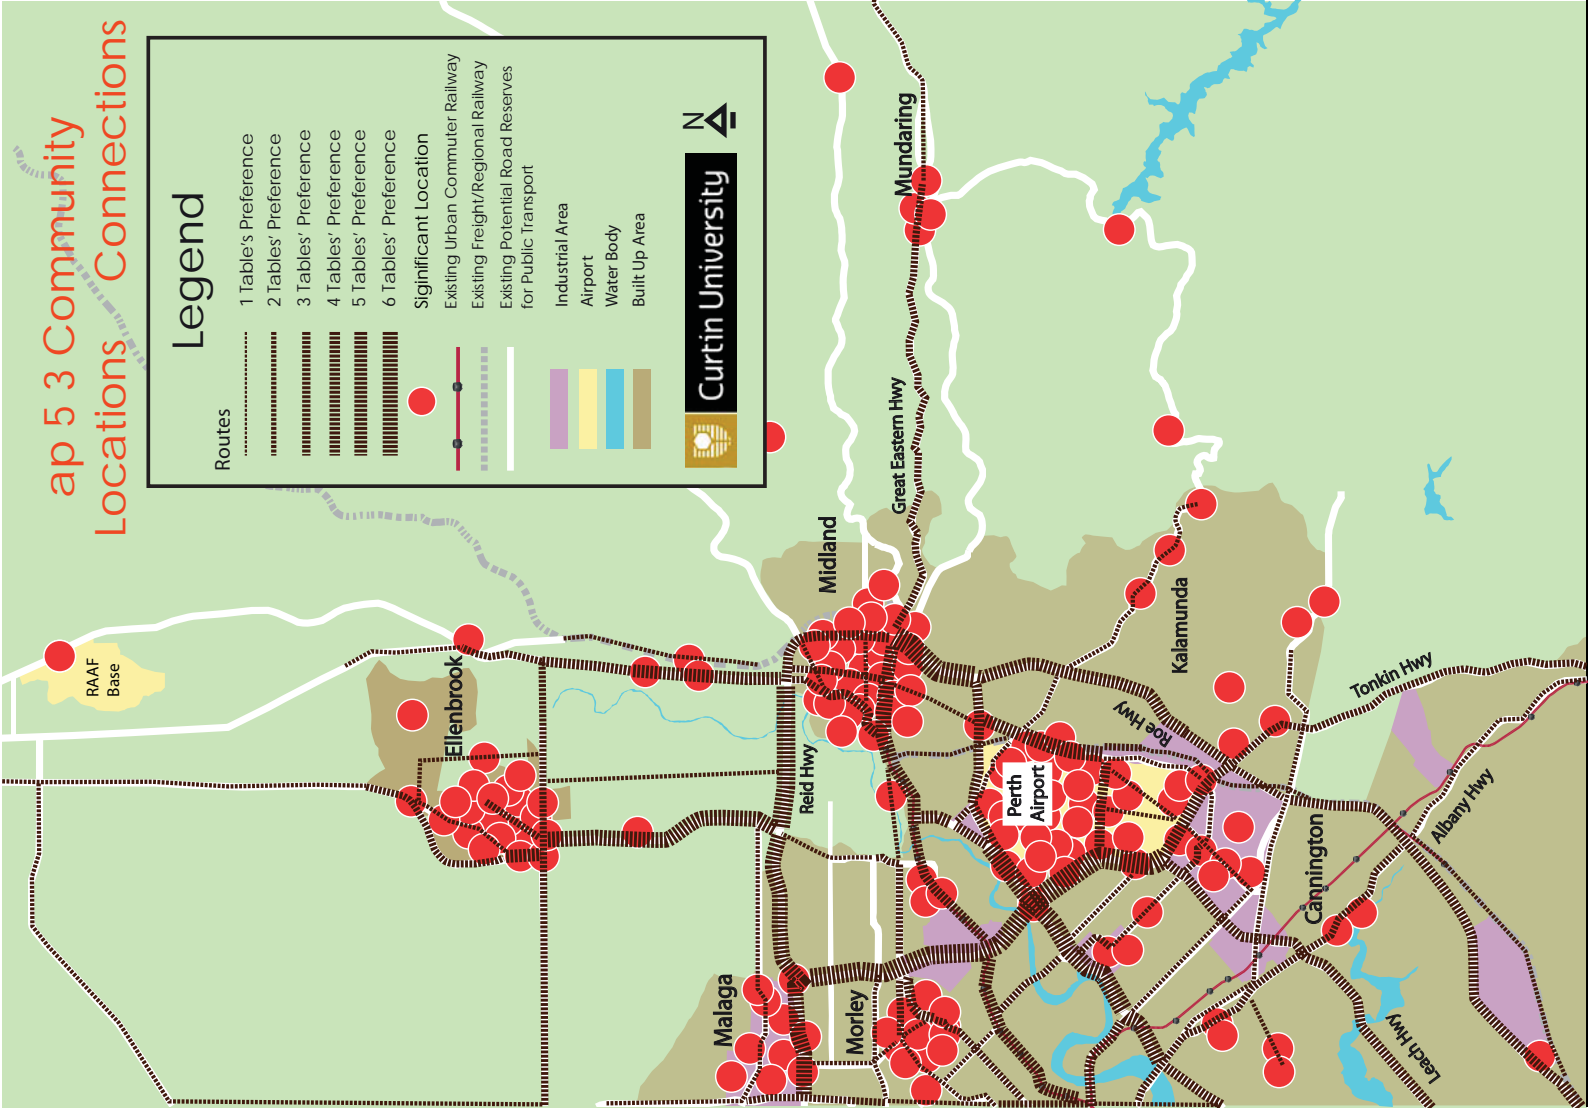 ap 5 3 Community
Locations Connections
Legend
Routes
1 Table's Preference
2 Tables' Preference
3 Tables' Preference
4 Tables' Preference
5 Tables' Preference
6 Tables' Preference
Siginificant Location
Existing Urban Commuter Railway
Existing Freight/Regional Railway
Existing Potential Road Reserves
for Public Transport
Industrial Area
Airport
Water Body
Built Up Area
Curtin University
N
RAAF
Base
Ellenbrook
Malaga
Reid Hwy
Midland
Morley
Great Eastern Hwy
Mundaring
Perth
Airport
Roe Hwy
Kalamunda
Cannington
Tonkin Hwy
Albany Hwy
Leach Hwy